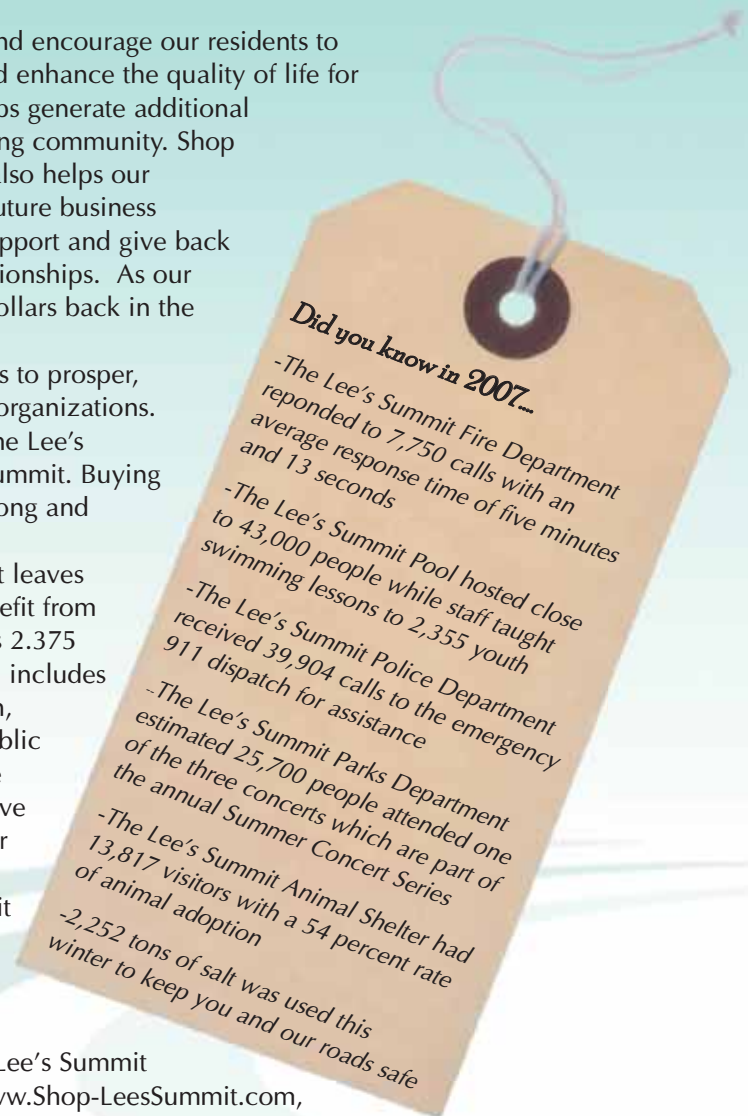 nd encourage our residents to
d enhance the quality of life for
ps generate additional
ng community. Shop
also helps our
uture business
pport and give back
ionships.  As our
ollars back in the
s to prosper,
organizations.
he Lee's
ummit. Buying
ong and
t leaves
efit from
s 2.375
includes
n,
blic
e
ve
r
it
Lee's Summit
ww.Shop-LeesSummit.com,
Did you know in 2007...
-The Lee's Summit Fire Department
reponded to 7,750 calls with an
average response time of five minutes
and 13 seconds
-The Lee's Summit Pool hosted close
to 43,000 people while staff taught
swimming lessons to 2,355 youth
-The Lee's Summit Police Department
received 39,904 calls to the emergency
911 dispatch for assistance
-The Lee's Summit Parks Department
estimated 25,700 people attended one
of the three concerts which are part of
the annual Summer Concert Series
-The Lee's Summit Animal Shelter had
13,817 visitors with a 54 percent rate
of animal adoption
-2,252 tons of salt was used this
winter to keep you and our roads safe